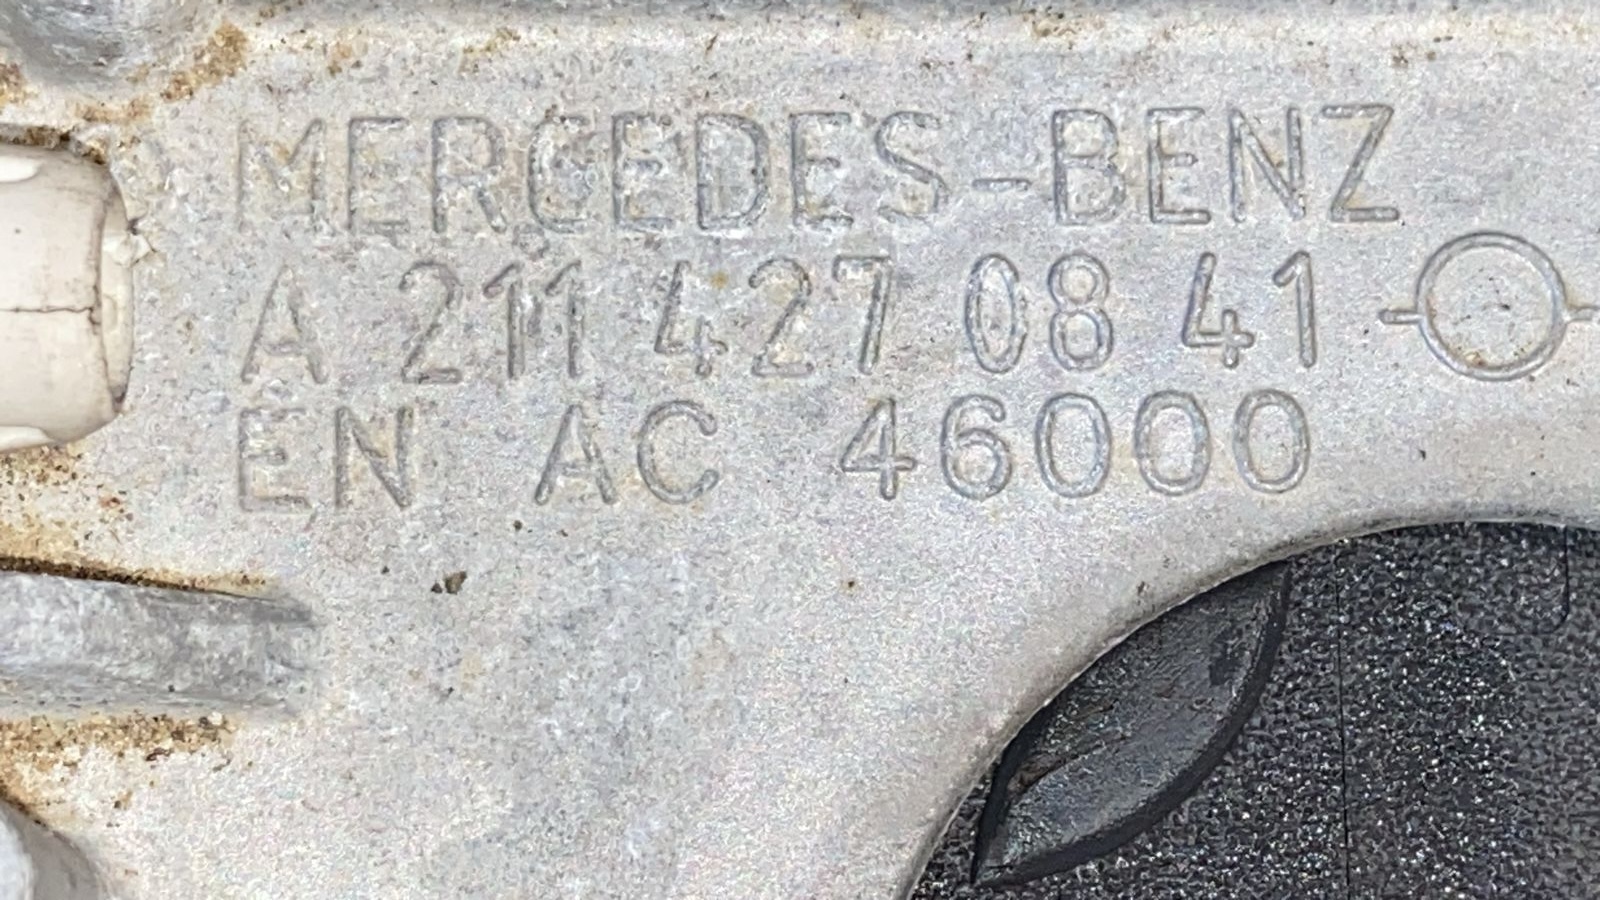 MERCEDES-BENZ
A 211 427 08 41
EN AC 46000